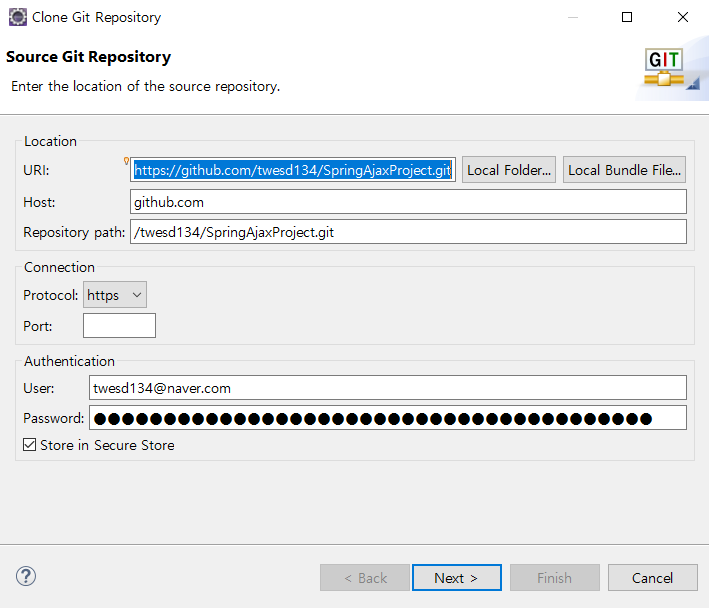 Clone Git Repository
Source Git Repository
Enter the location of the source repository.
GIT
Location
URI: https://github.com/twesd134/SpringAjaxProject.git Local Folder... Local Bundle File...
Host: github.com
Repository path: /twesd134/SpringAjaxProject.git
Connection
Protocol: https
Port:
Authentication
User: twesd134@naver.com
Password: ●●●●●●●●●●●●●●●●●●●●●●●●●●●●●●●●●●●●●●●●
Store in Secure Store
? < Back Next > Finish Cancel